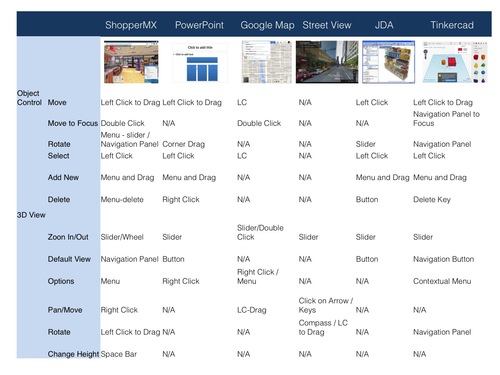 ShopperMX PowerPoint Google Map Street View JDA Tinkercad
Click to add title
Object
Control Move Left Click to Drag Left Click to Drag LC N/A Left Click Left Click to Drag
Move to Focus Double Click N/A Double Click N/A N/A Navigation Panel to Focus
Rotate Menu - slider / Navigation Panel Corner Drag N/A N/A Slider Navigation Panel
Select Left Click Left Click LC N/A Left Click Left Click
Add New Menu and Drag Menu and Drag N/A N/A Menu and Drag Menu and Drag
Delete Menu-delete Right Click N/A N/A Button Delete Key
3D View
Zoon In/Out Slider/Wheel Slider Slider/Double Click Slider Slider Slider
Default View Navigation Panel Button N/A N/A Button Navigation Button
Options Menu Right Click Right Click / Menu N/A N/A Contextual Menu
Pan/Move Right Click N/A LC-Drag Click on Arrow / Keys N/A N/A
Rotate Left Click to Drag N/A N/A Compass / LC to Drag N/A Navigation Panel
Change Height Space Bar N/A N/A N/A N/A N/A